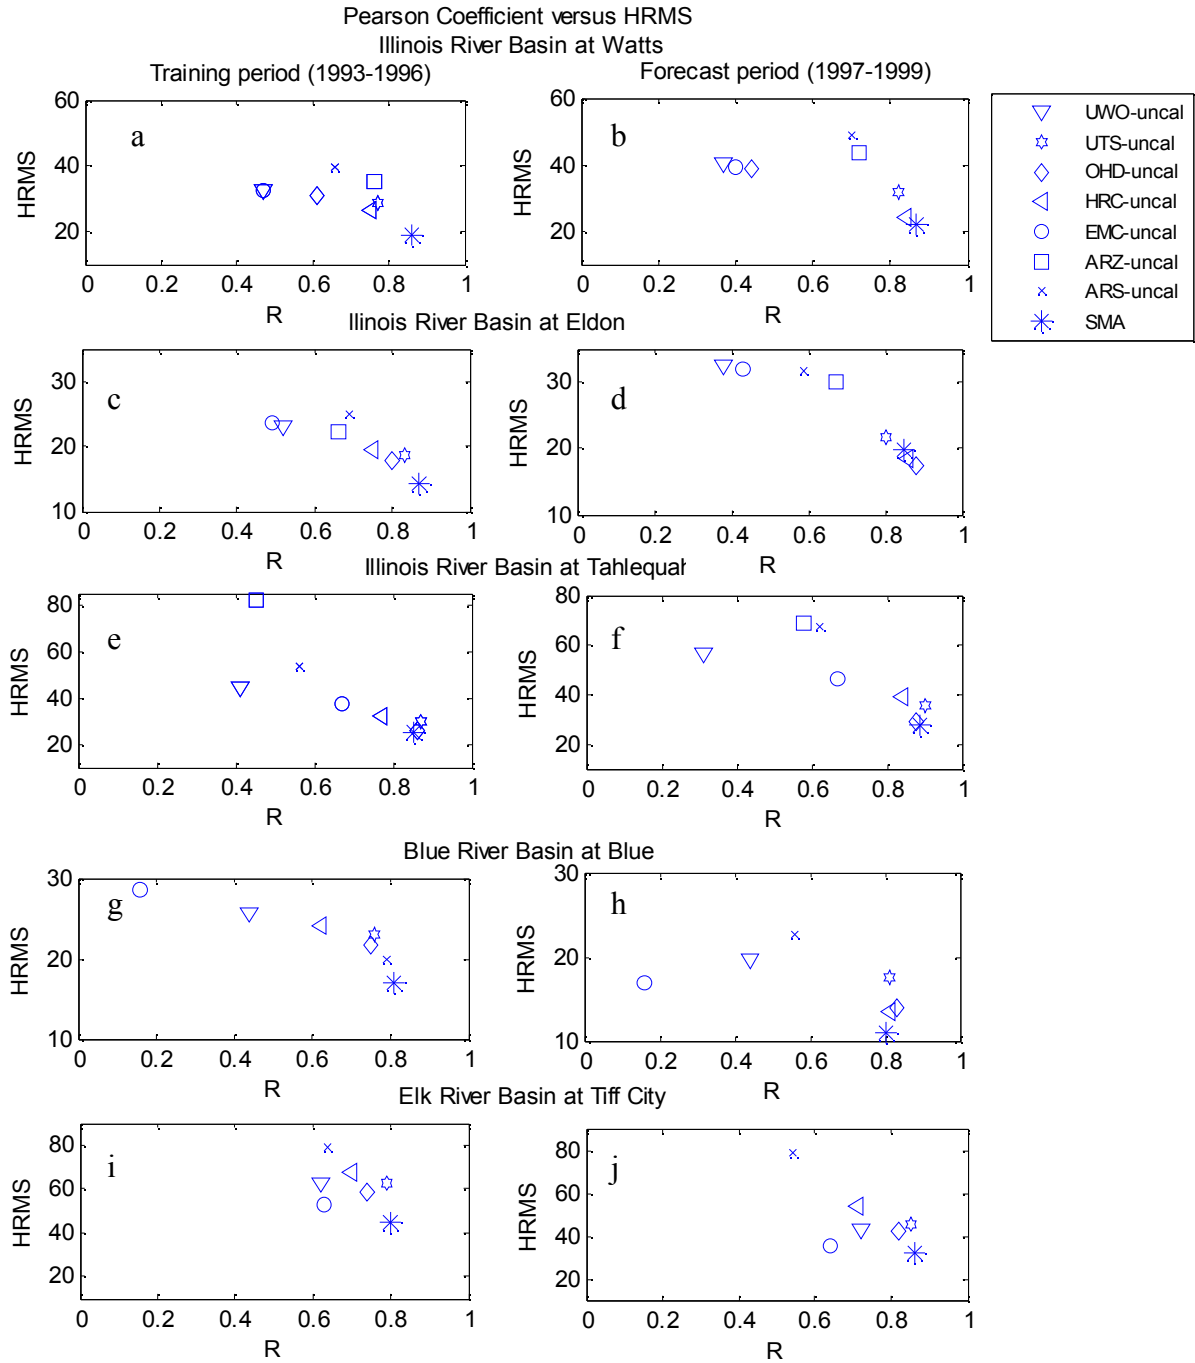 Pearson Coefficient versus HRMS
Illinois River Basin at Watts
Training period (1993-1996)
Forecast period (1997-1999)
60
40
20
HRMS
a
0 0.2 0.4 0.6 0.8 1
R
60
40
20
HRMS
b
0 0.2 0.4 0.6 0.8 1
R
UWO-uncal
UTS-uncal
OHD-uncal
HRC-uncal
EMC-uncal
ARZ-uncal
ARS-uncal
SMA
Ilinois River Basin at Eldon
30
20
10
HRMS
c
0 0.2 0.4 0.6 0.8 1
R
30
20
10
HRMS
d
0 0.2 0.4 0.6 0.8 1
R
Illinois River Basin at Tahlequah
80
60
40
20
HRMS
e
0 0.2 0.4 0.6 0.8 1
R
80
60
40
20
HRMS
f
0 0.2 0.4 0.6 0.8 1
R
Blue River Basin at Blue
30
20
10
HRMS
g
0 0.2 0.4 0.6 0.8 1
R
30
20
10
HRMS
h
0 0.2 0.4 0.6 0.8 1
R
Elk River Basin at Tiff City
80
60
40
20
HRMS
i
0 0.2 0.4 0.6 0.8 1
R
80
60
40
20
HRMS
j
0 0.2 0.4 0.6 0.8 1
R